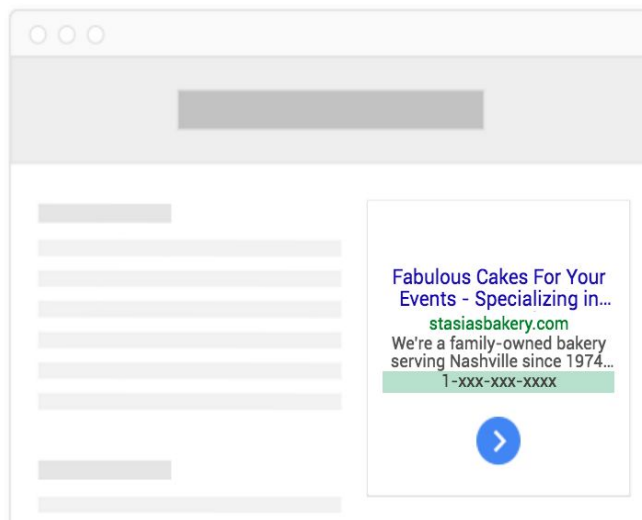 Fabulous Cakes For Your
Events - Specializing in...
stasiasbakery.com
We're a family-owned bakery
serving Nashville since 1974...
1-xxx-xxx-xxxx